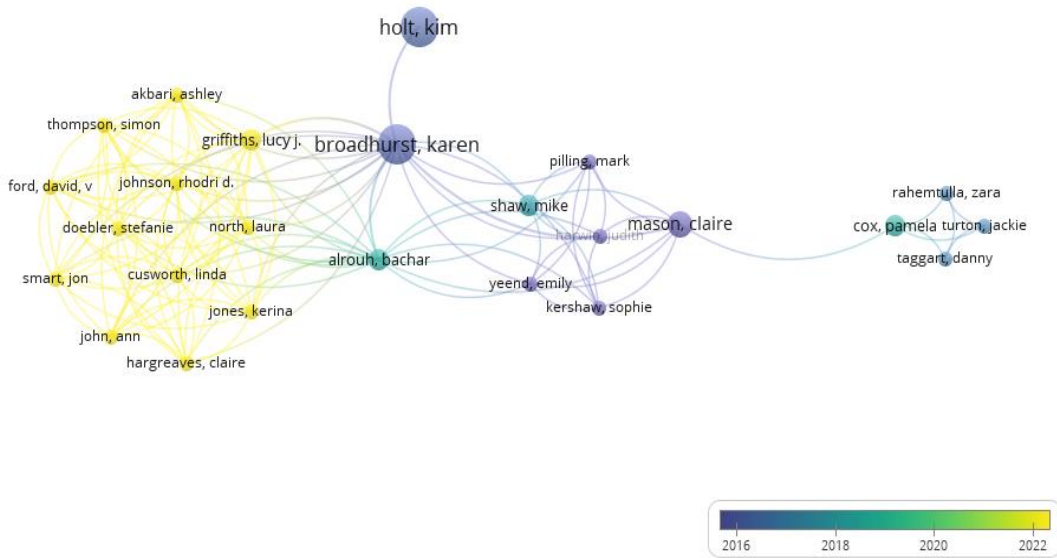 holt, kim
akbari, ashley
thompson, simon
griffiths, lucy j.
broadhurst, karen
pilling, mark
ford, david, v
johnson, rhodri d.
rahemtulla, zara
shaw, mike
doebler, stefanie
north, laura
harwin, judith
mason, claire
cox, pamela
turton, jackie
alrouh, bachar
taggart, danny
smart, jon
cusworth, linda
yeend, emily
jones, kerina
kershaw, sophie
john, ann
hargreaves, claire
2016 2018 2020 2022